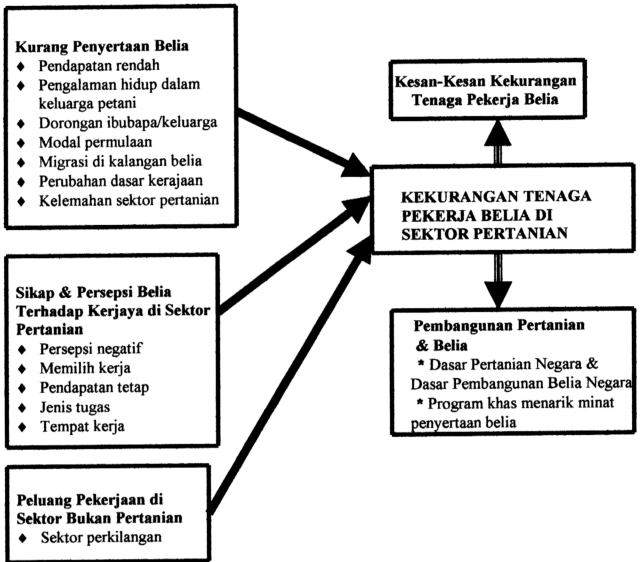 Kurang Penyertaan Belia
♦ Pendapatan rendah
♦ Pengalaman hidup dalam
keluarga petani
♦ Dorongan ibubapa/keluarga
♦ Modal permulaan
♦ Migrasi di kalangan belia
♦ Perubahan dasar kerajaan
♦ Kelemahan sektor pertanian
Sikap & Persepsi Belia
Terhadap Kerjaya di Sektor
Pertanian
♦ Persepsi negatif
♦ Memilih kerja
♦ Pendapatan tetap
♦ Jenis tugas
♦ Tempat kerja
Peluang Pekerjaan di
Sektor Bukan Pertanian
♦ Sektor perkilangan
Kesan-Kesan Kekurangan
Tenaga Pekerja Belia
KEKURANGAN TENAGA
PEKERJA BELIA DI
SEKTOR PERTANIAN
Pembangunan Pertanian
& Belia
* Dasar Pertanian Negara &
Dasar Pembangunan Belia Negara
* Program khas menarik minat
penyertaan belia